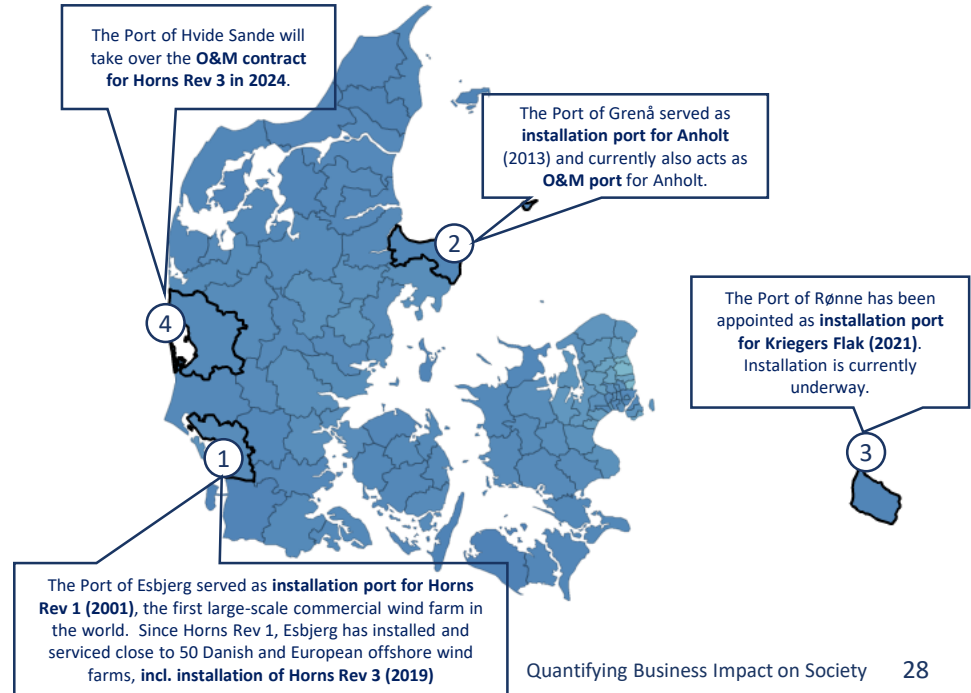 The Port of Hvide Sande will
take over the O&M contract
for Horns Rev 3 in 2024.
The Port of Grenå served as
installation port for Anholt
(2013) and currently also acts as
O&M port for Anholt.
2
The Port of Rønne has been
appointed as installation port
for Kriegers Flak (2021).
Installation is currently
underway.
4
3
1
The Port of Esbjerg served as installation port for Horns
Rev 1 (2001), the first large-scale commercial wind farm in
the world. Since Horns Rev 1, Esbjerg has installed and
serviced close to 50 Danish and European offshore wind
farms, incl. installation of Horns Rev 3 (2019)
Quantifying Business Impact on Society 28